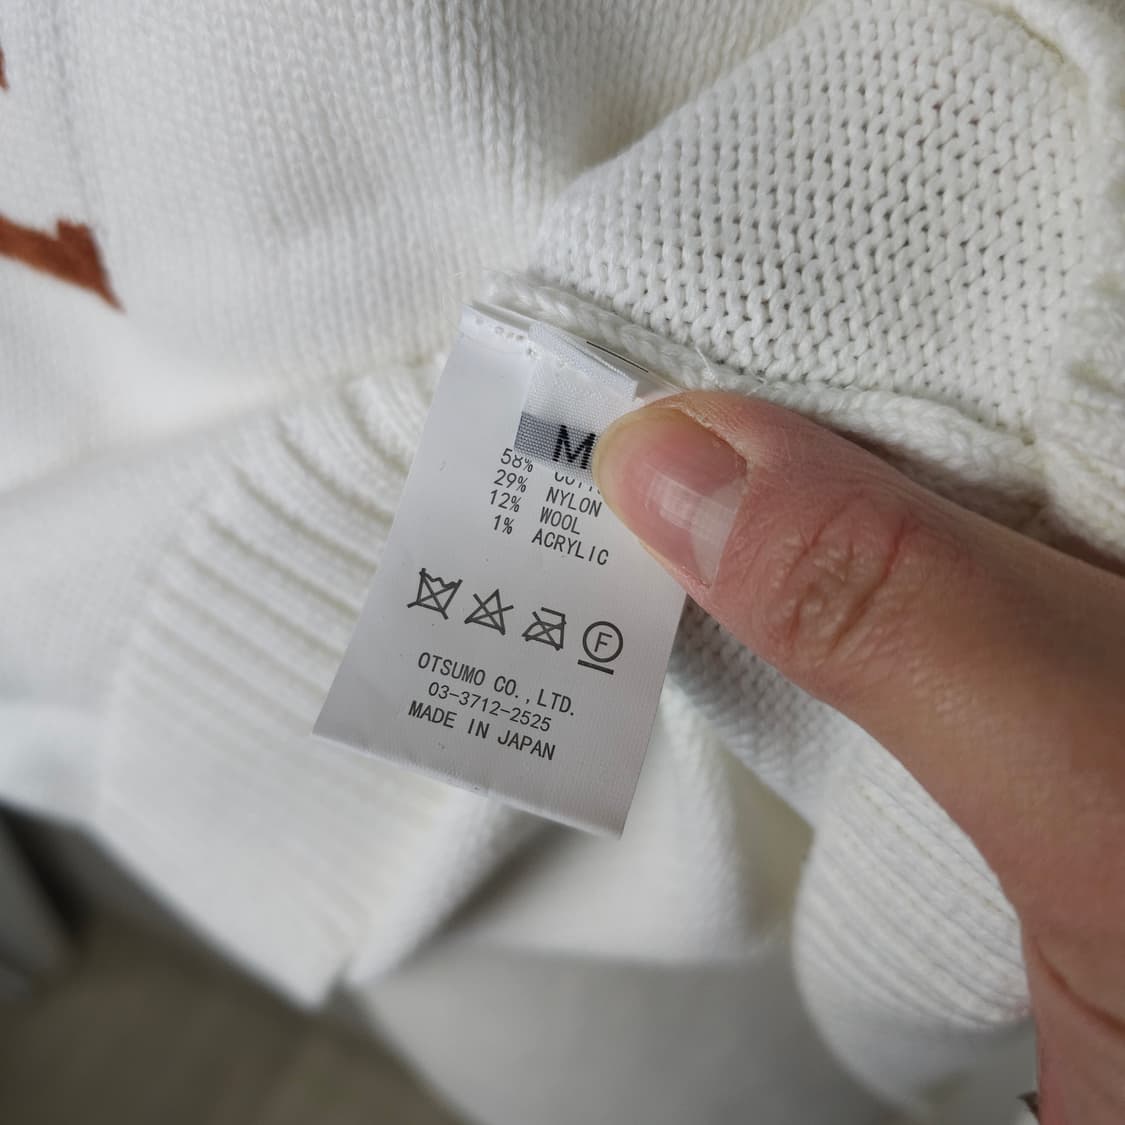 M
58%
29% NYLON
12% WOOL
1% ACRYLIC
F
OTSUMO CO.,LTD.
03-3712-2525
MADE IN JAPAN